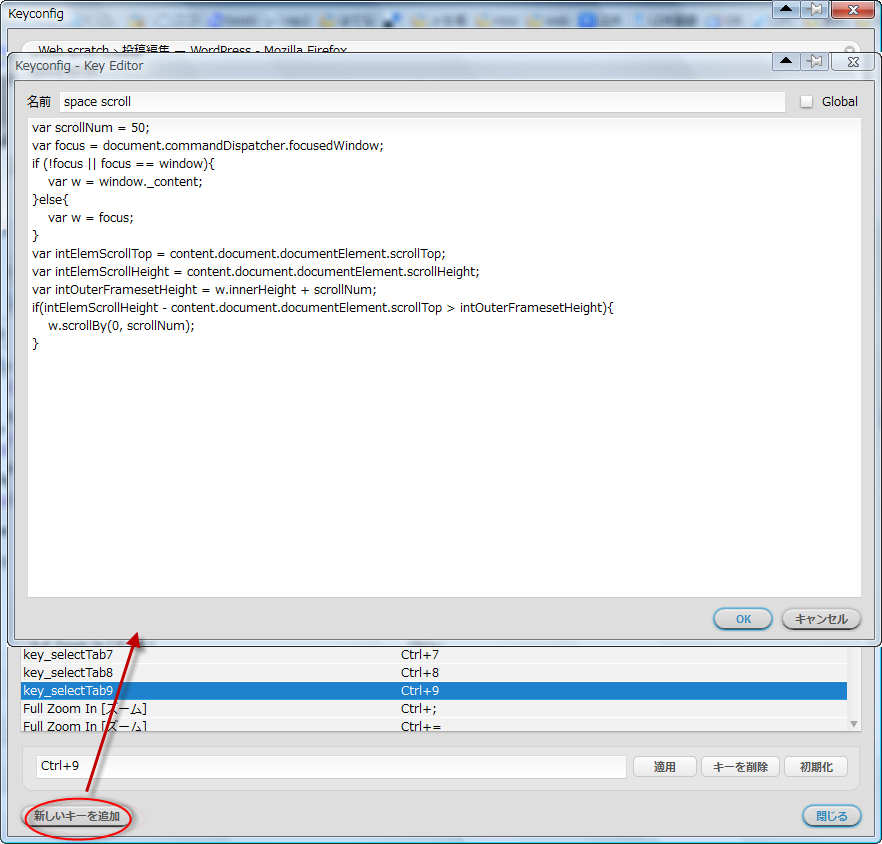 Keyconfig
Web scratch › 投稿編集 — WordPress - Mozilla Firefox
Keyconfig - Key Editor
名前 space scroll Global
var scrollNum = 50;
var focus = document.commandDispatcher.focusedWindow;
if (!focus || focus == window){
var w = window._content;
}else{
var w = focus;
}
var intElemScrollTop = content.document.documentElement.scrollTop;
var intElemScrollHeight = content.document.documentElement.scrollHeight;
var intOuterFramesetHeight = w.innerHeight + scrollNum;
if(intElemScrollHeight - content.document.documentElement.scrollTop > intOuterFramesetHeight){
w.scrollBy(0, scrollNum);
}
OK キャンセル
key_selectTab7 Ctrl+7
key_selectTab8 Ctrl+8
key_selectTab9 Ctrl+9
Full Zoom In [ズーム] Ctrl+;
Full Zoom In [ズーム] Ctrl+=
Ctrl+9 適用 キーを削除 初期化
新しいキーを追加 閉じる